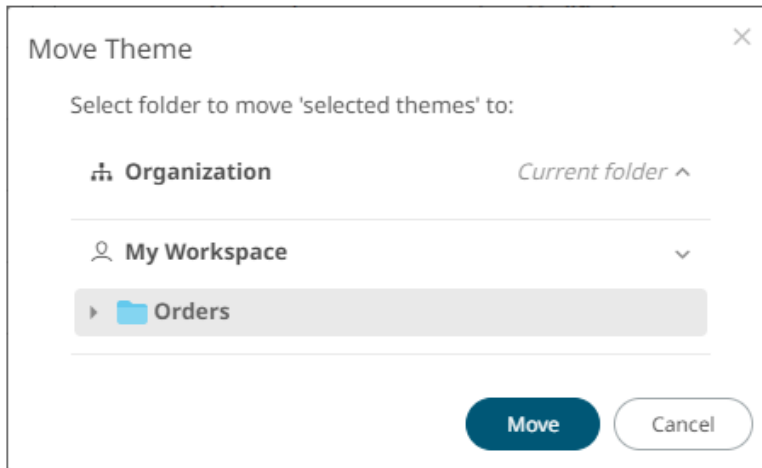 Move Theme
Select folder to move 'selected themes' to:
Organization Current folder
My Workspace
Orders
Move Cancel